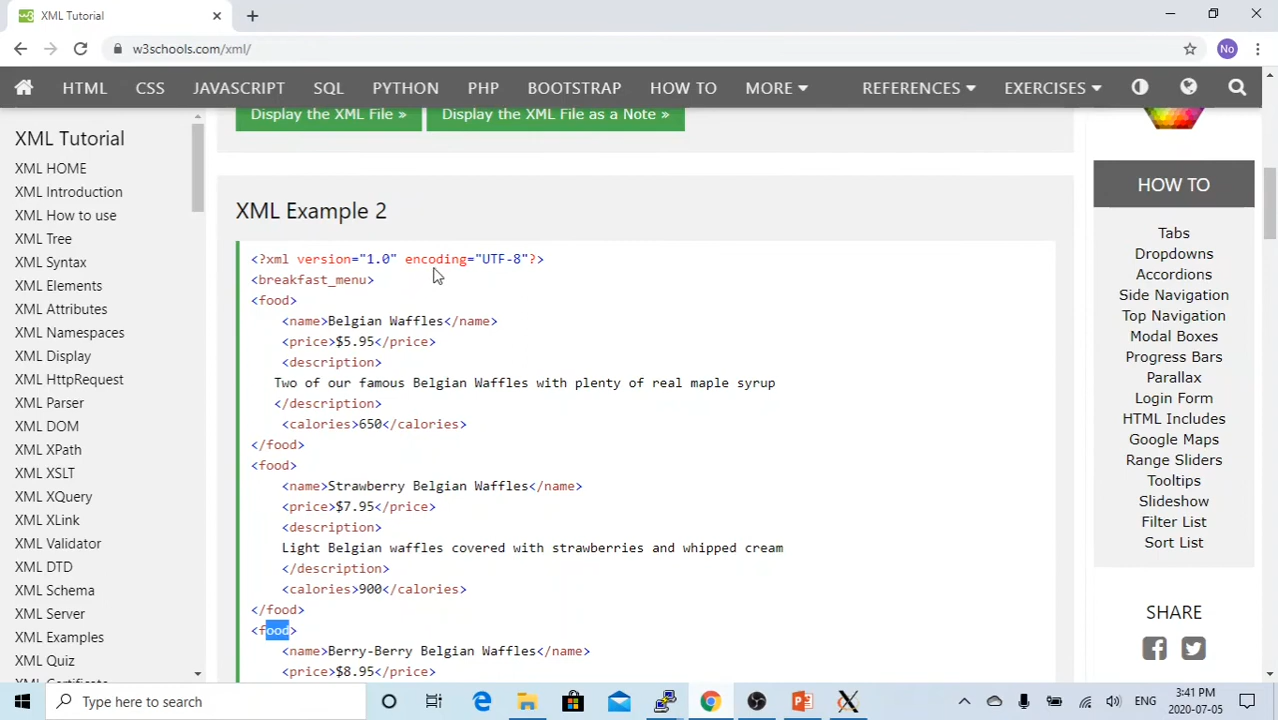 XML Tutorial
w3schools.com/xml/
No
HTML CSS JAVASCRIPT SQL PYTHON PHP BOOTSTRAP HOW TO MORE REFERENCES EXERCISES
XML Tutorial
XML HOME
XML Introduction
XML How to use
XML Tree
XML Syntax
XML Elements
XML Attributes
XML Namespaces
XML Display
XML HttpRequest
XML Parser
XML DOM
XML XPath
XML XSLT
XML XQuery
XML XLink
XML Validator
XML DTD
XML Schema
XML Server
XML Examples
XML Quiz
XML Certificate
Display the XML File » Display the XML File as a Note »
XML Example 2
<?xml version="1.0" encoding="UTF-8"?>
<breakfast_menu>
<food>
<name>Belgian Waffles</name>
<price>$5.95</price>
<description>
Two of our famous Belgian Waffles with plenty of real maple syrup
</description>
<calories>650</calories>
</food>
<food>
<name>Strawberry Belgian Waffles</name>
<price>$7.95</price>
<description>
Light Belgian waffles covered with strawberries and whipped cream
</description>
<calories>900</calories>
</food>
<food>
<name>Berry-Berry Belgian Waffles</name>
<price>$8.95</price>
HOW TO
Tabs
Dropdowns
Accordions
Side Navigation
Top Navigation
Modal Boxes
Progress Bars
Parallax
Login Form
HTML Includes
Google Maps
Range Sliders
Tooltips
Slideshow
Filter List
Sort List
SHARE
Type here to search
ENG
3:41 PM
2020-07-05